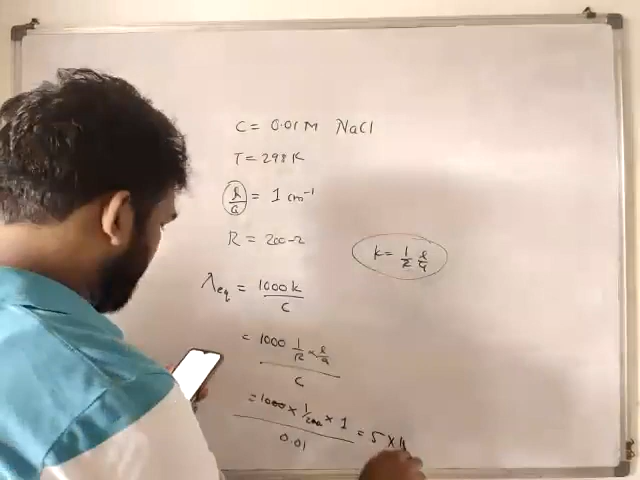 C = 0.01 M NaCl
T = 298 K
l/a = 1 cm⁻¹
R = 200 Ω
k = 1/R l/a
λeq = 1000 k / C
= 1000 1/R × l/a / C
= 1000 × 1/200 × 1 / 0.01 = 5 × 1